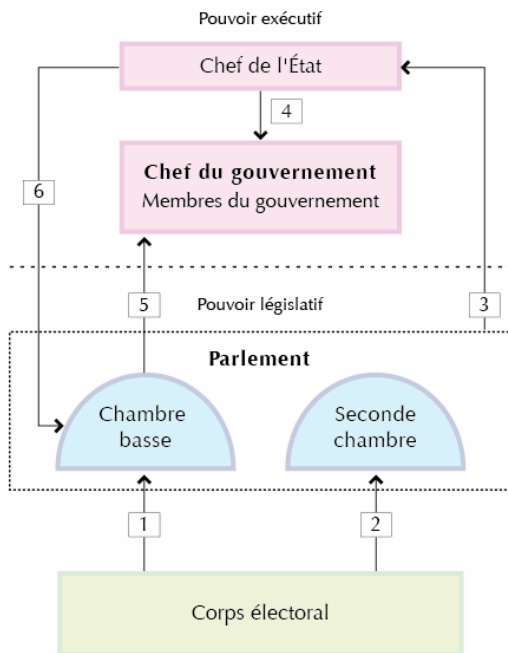 Pouvoir exécutif
Chef de l'État
4
Chef du gouvernement
Membres du gouvernement
6
5
Pouvoir législatif
3
Parlement
Chambre
basse
Seconde
chambre
1
2
Corps électoral